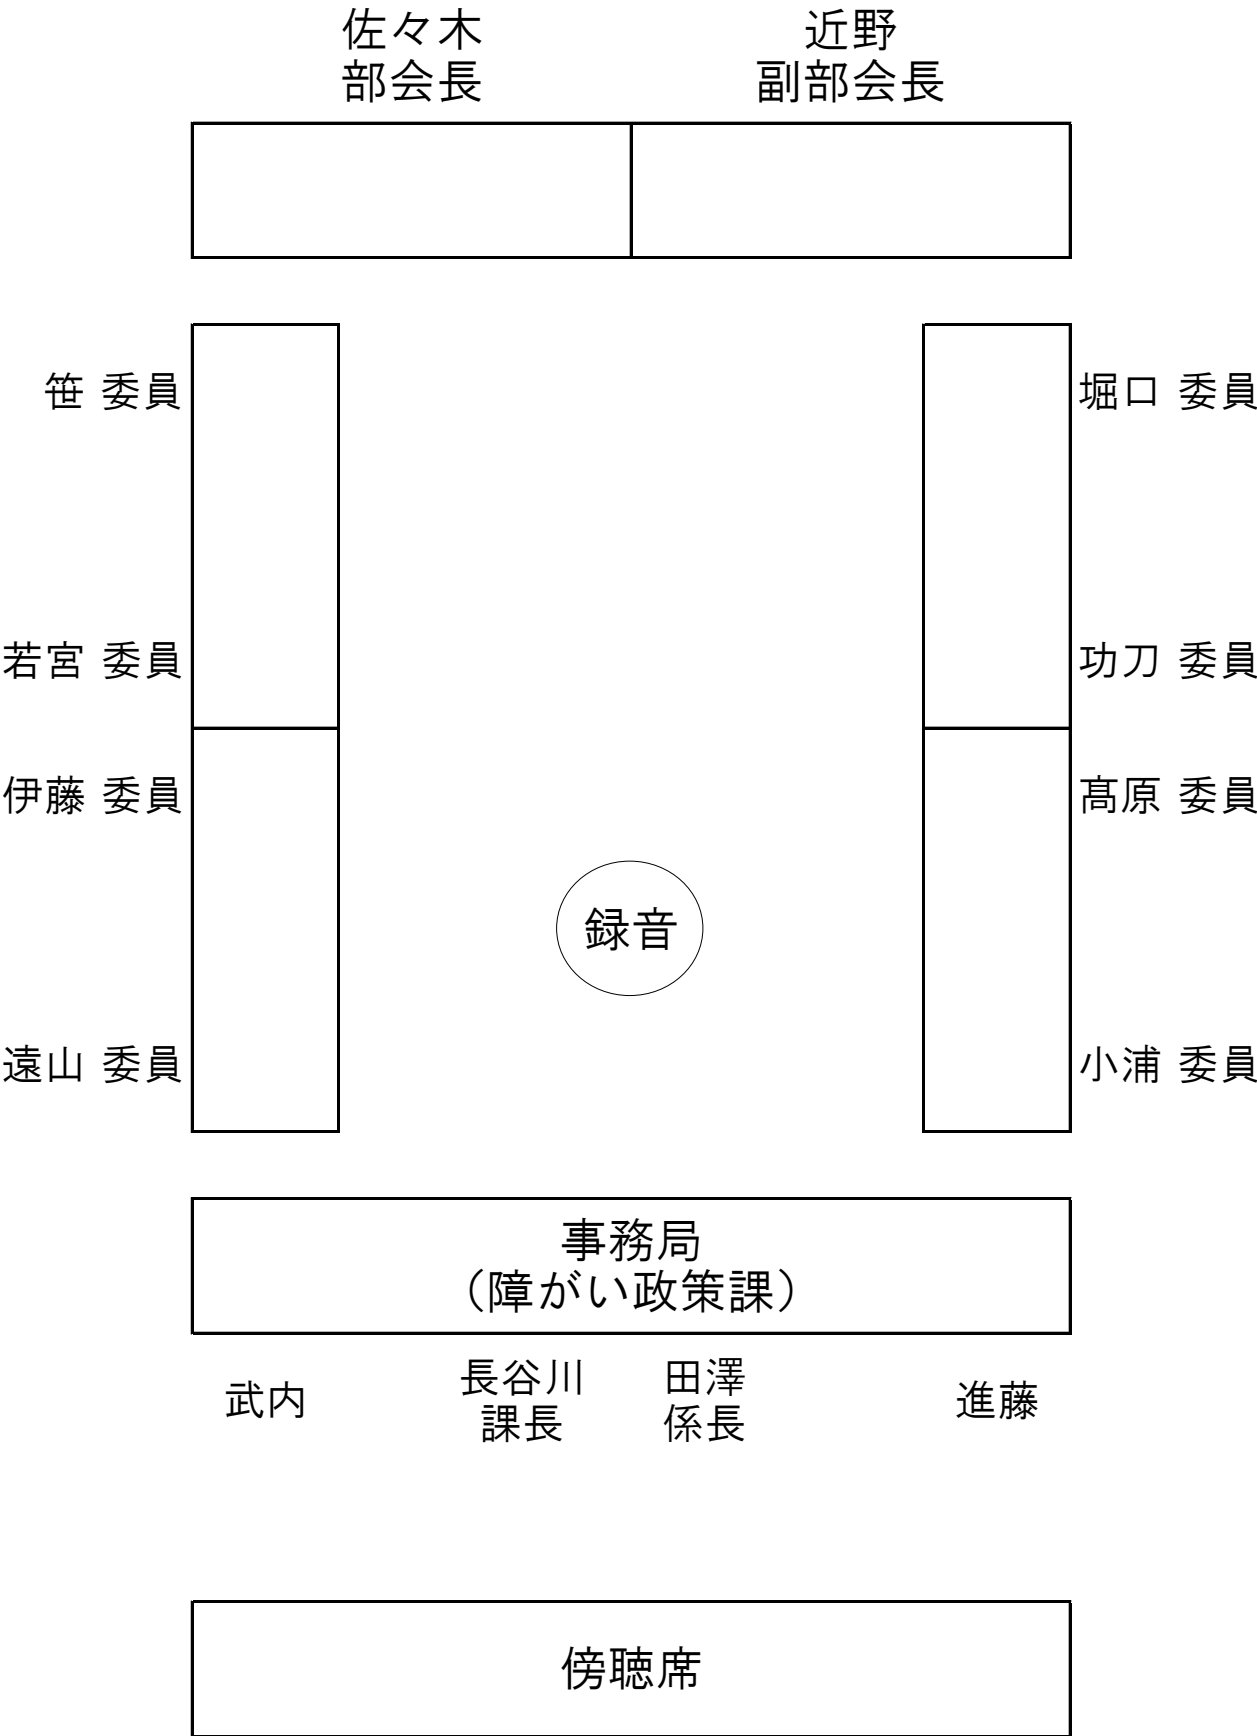 佐々木
部会長
近野
副部会長
笹 委員
堀口 委員
若宮 委員
功刀 委員
伊藤 委員
髙原 委員
録音
遠山 委員
小浦 委員
事務局
（障がい政策課）
武内
長谷川
課長
田澤
係長
進藤
傍聴席